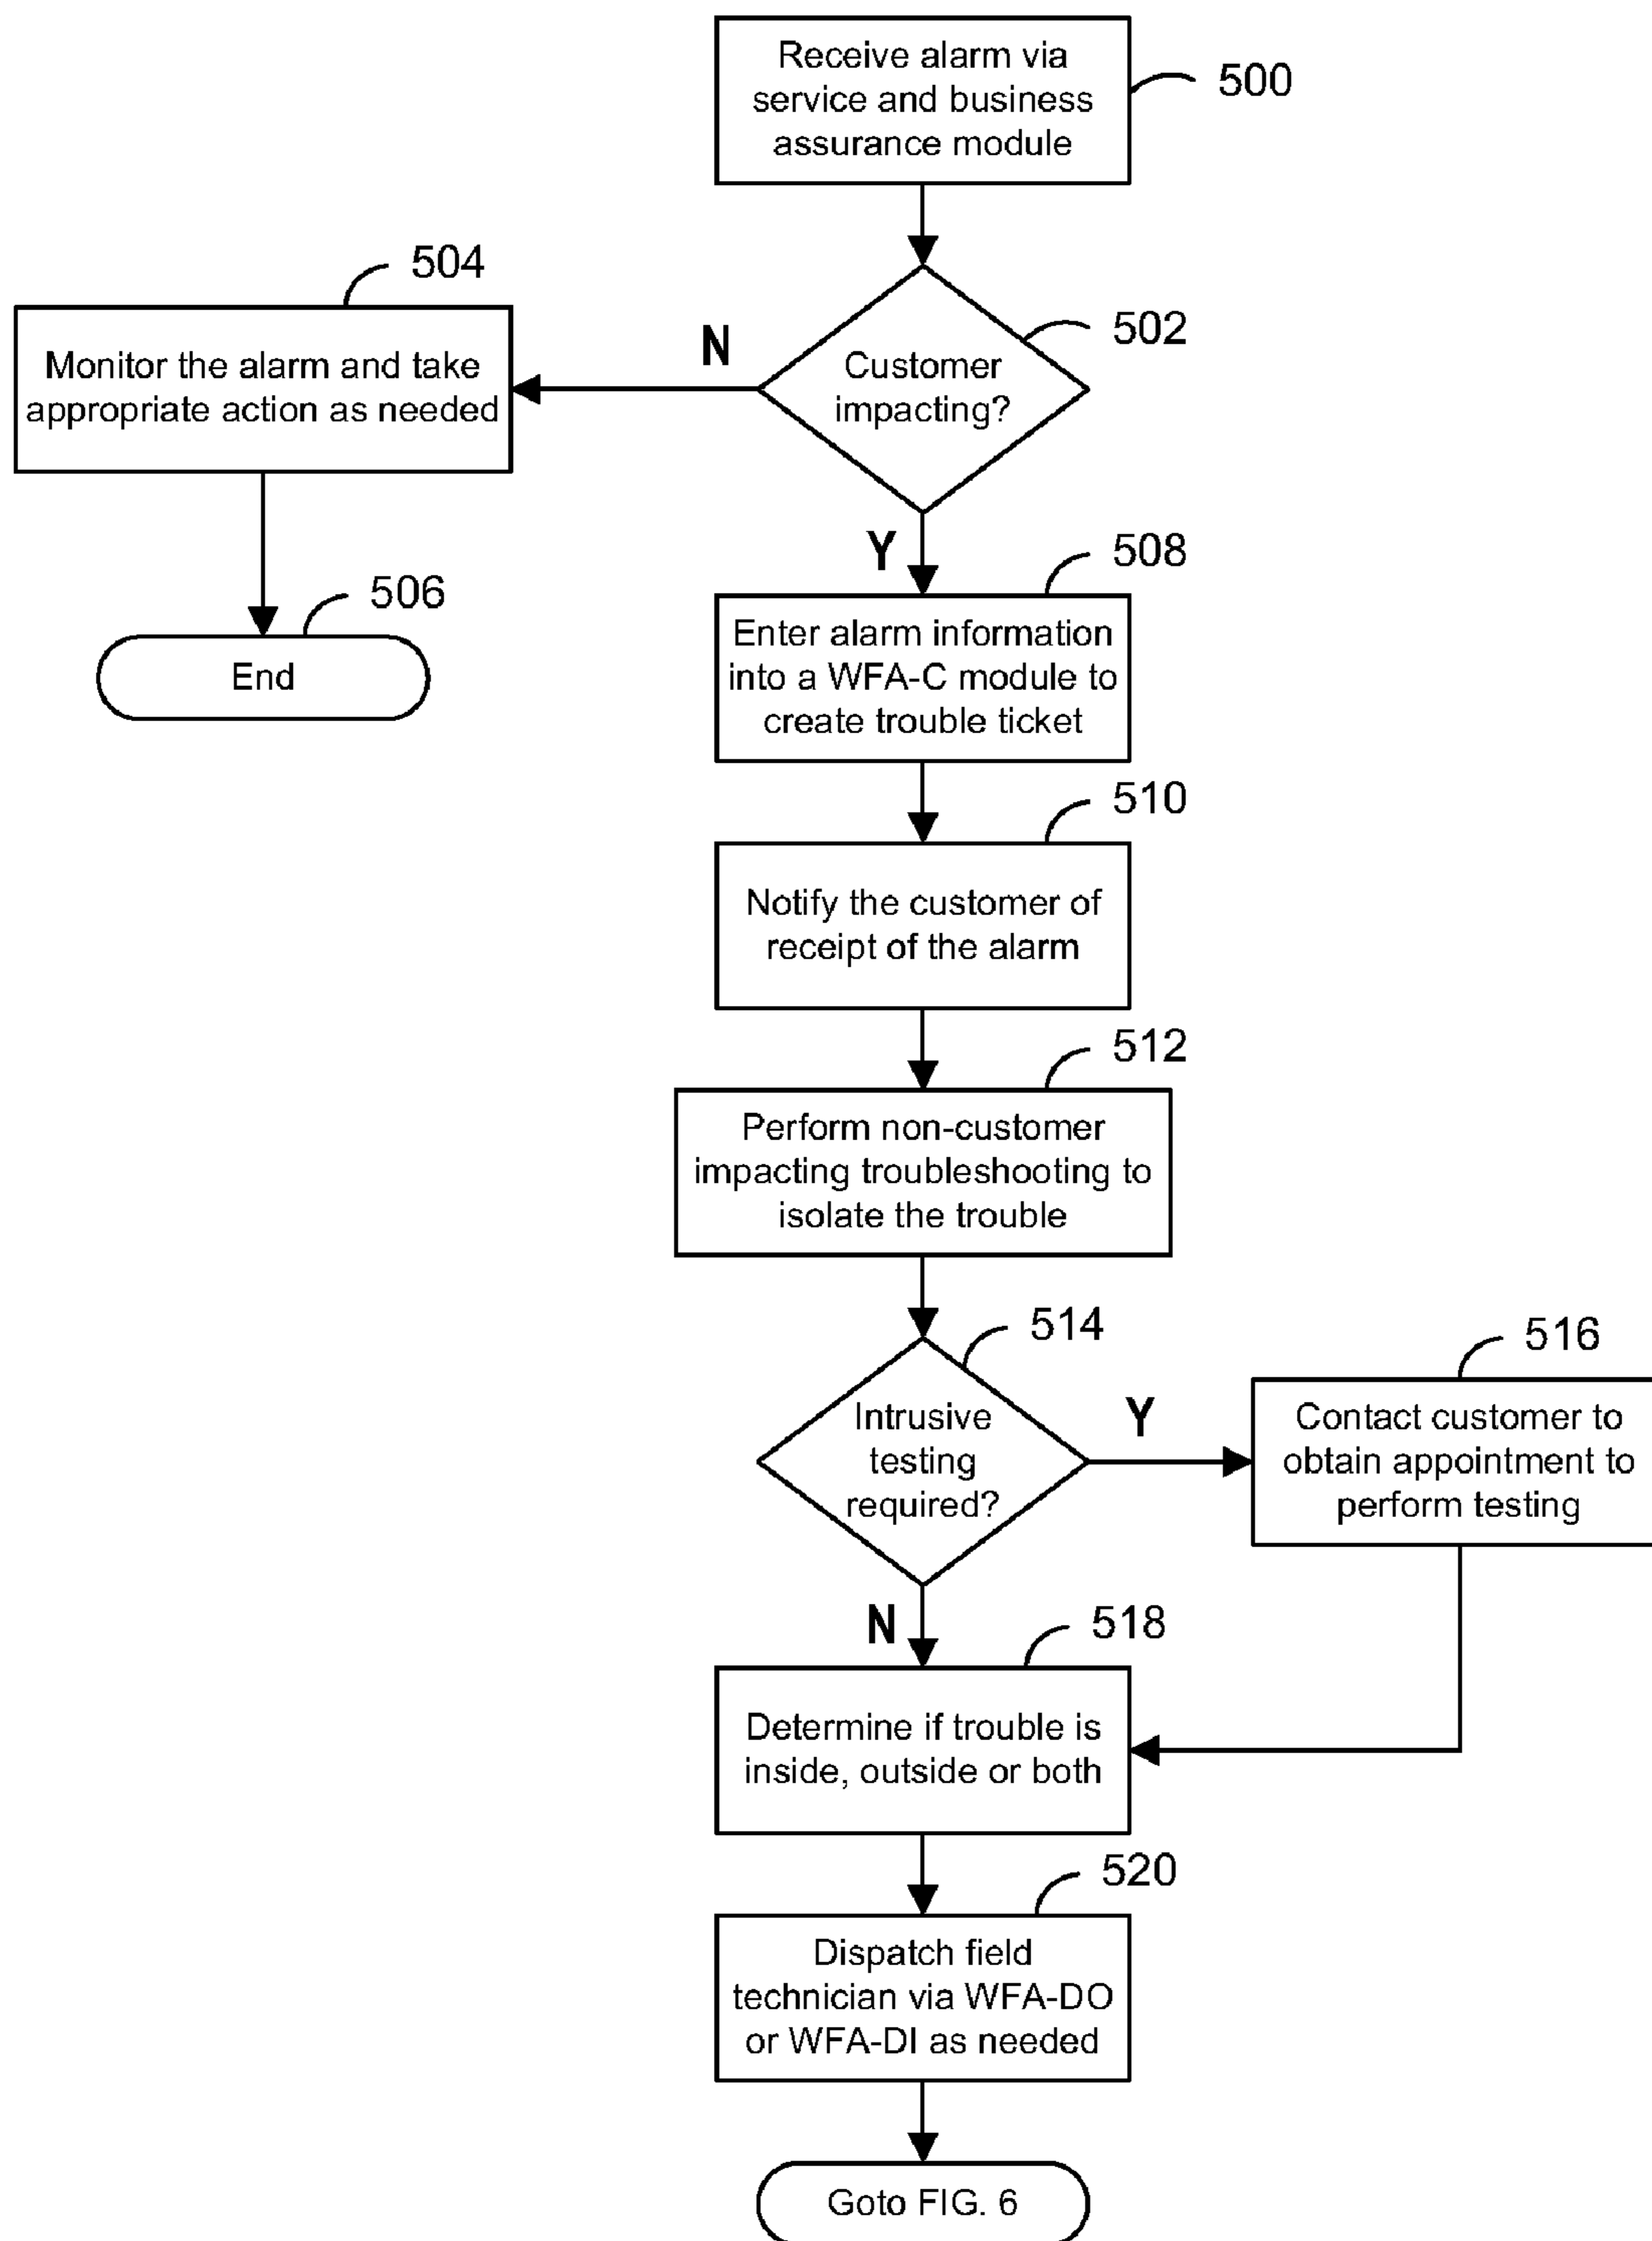 Receive alarm via
service and business
assurance module
500
504
502
N
Customer
impacting?
Monitor the alarm and take
appropriate action as needed
506
End
Y
508
Enter alarm information
into a WFA-C module to
create trouble ticket
510
Notify the customer of
receipt of the alarm
512
Perform non-customer
impacting troubleshooting to
isolate the trouble
514
Intrusive
testing
required?
Y
516
Contact customer to
obtain appointment to
perform testing
N
518
Determine if trouble is
inside, outside or both
520
Dispatch field
technician via WFA-DO
or WFA-DI as needed
Goto FIG. 6